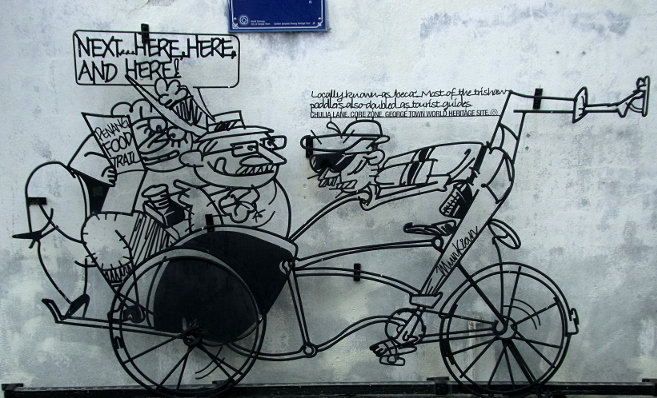 NEXT...HERE, HERE,
AND HERE!
Locally known as 'beca', most of the trishaw
paddlers also doubled as tourist guides.
CHULIA LANE. CORE ZONE. GEORGE TOWN WORLD HERITAGE SITE.
PENANG
FOOD
TRAIL